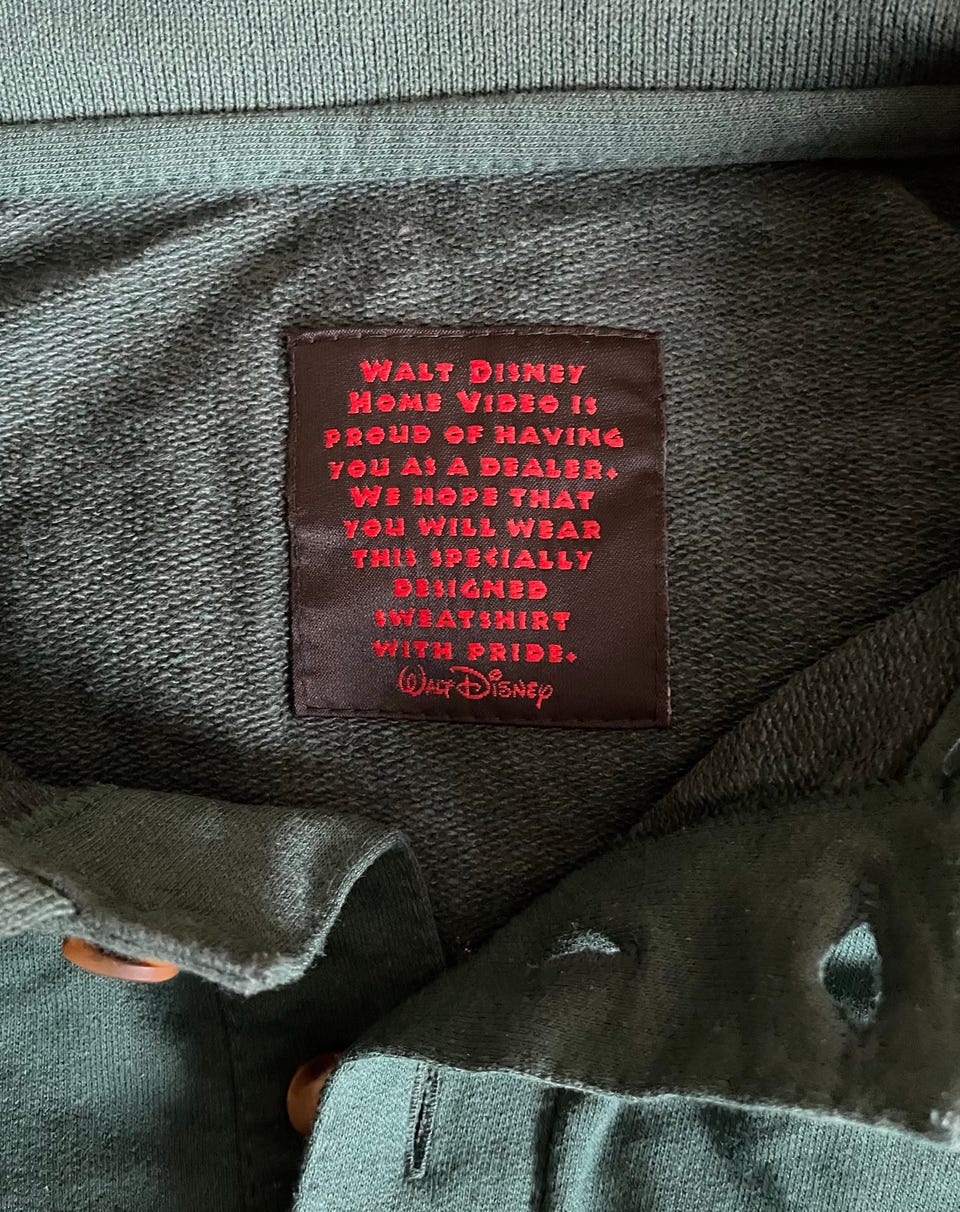 WALT DISNEY
HOME VIDEO IS
PROUD OF HAVING
YOU AS A DEALER.
WE HOPE THAT
YOU WILL WEAR
THIS SPECIALLY
DESIGNED
SWEATSHIRT
WITH PRIDE.
WALT DISNEY